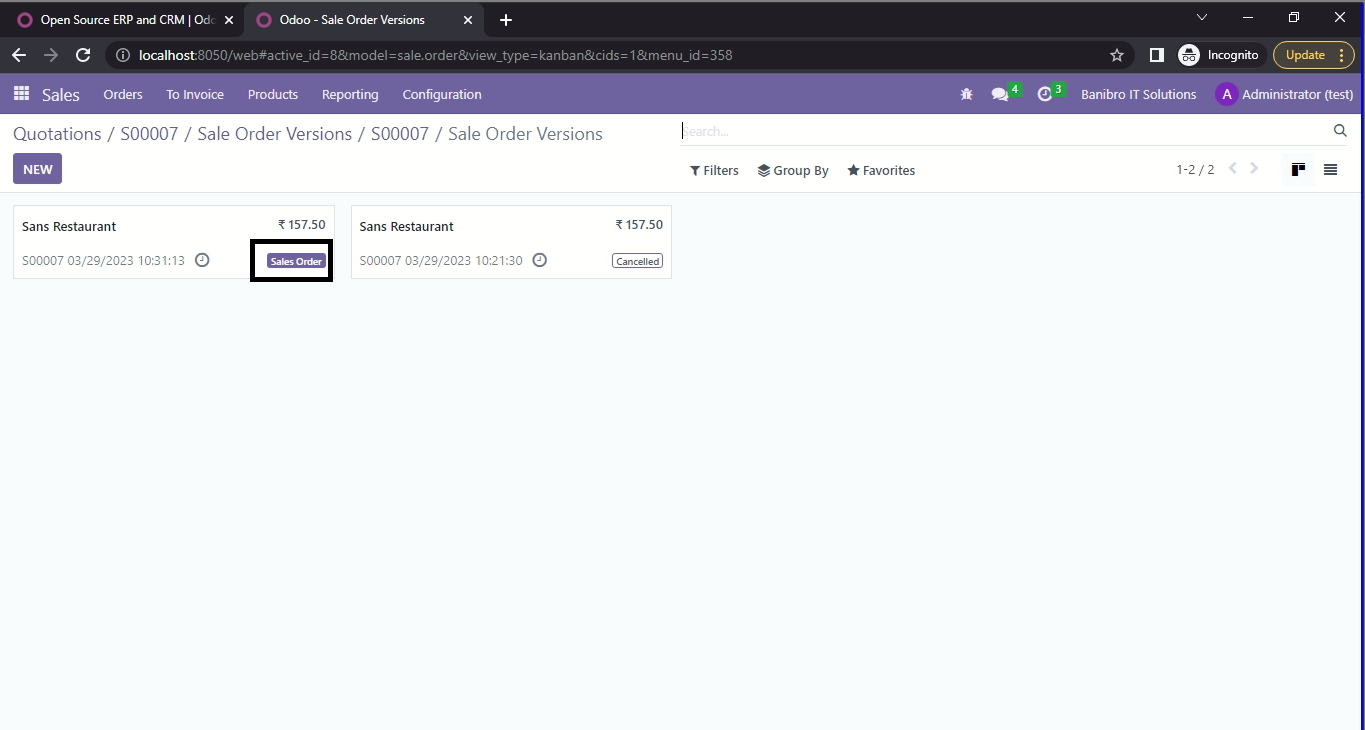 Open Source ERP and CRM | Odo
Odoo - Sale Order Versions
localhost:8050/web#active_id=8&model=sale.order&view_type=kanban&cids=1&menu_id=358
Incognito
Update
Sales Orders To Invoice Products Reporting Configuration
4 3 Banibro IT Solutions A Administrator (test)
Quotations / S00007 / Sale Order Versions / S00007 / Sale Order Versions
Search...
NEW
Filters Group By Favorites
1-2 / 2
Sans Restaurant ₹ 157.50
S00007 03/29/2023 10:31:13 Sales Order
Sans Restaurant ₹ 157.50
S00007 03/29/2023 10:21:30 Cancelled